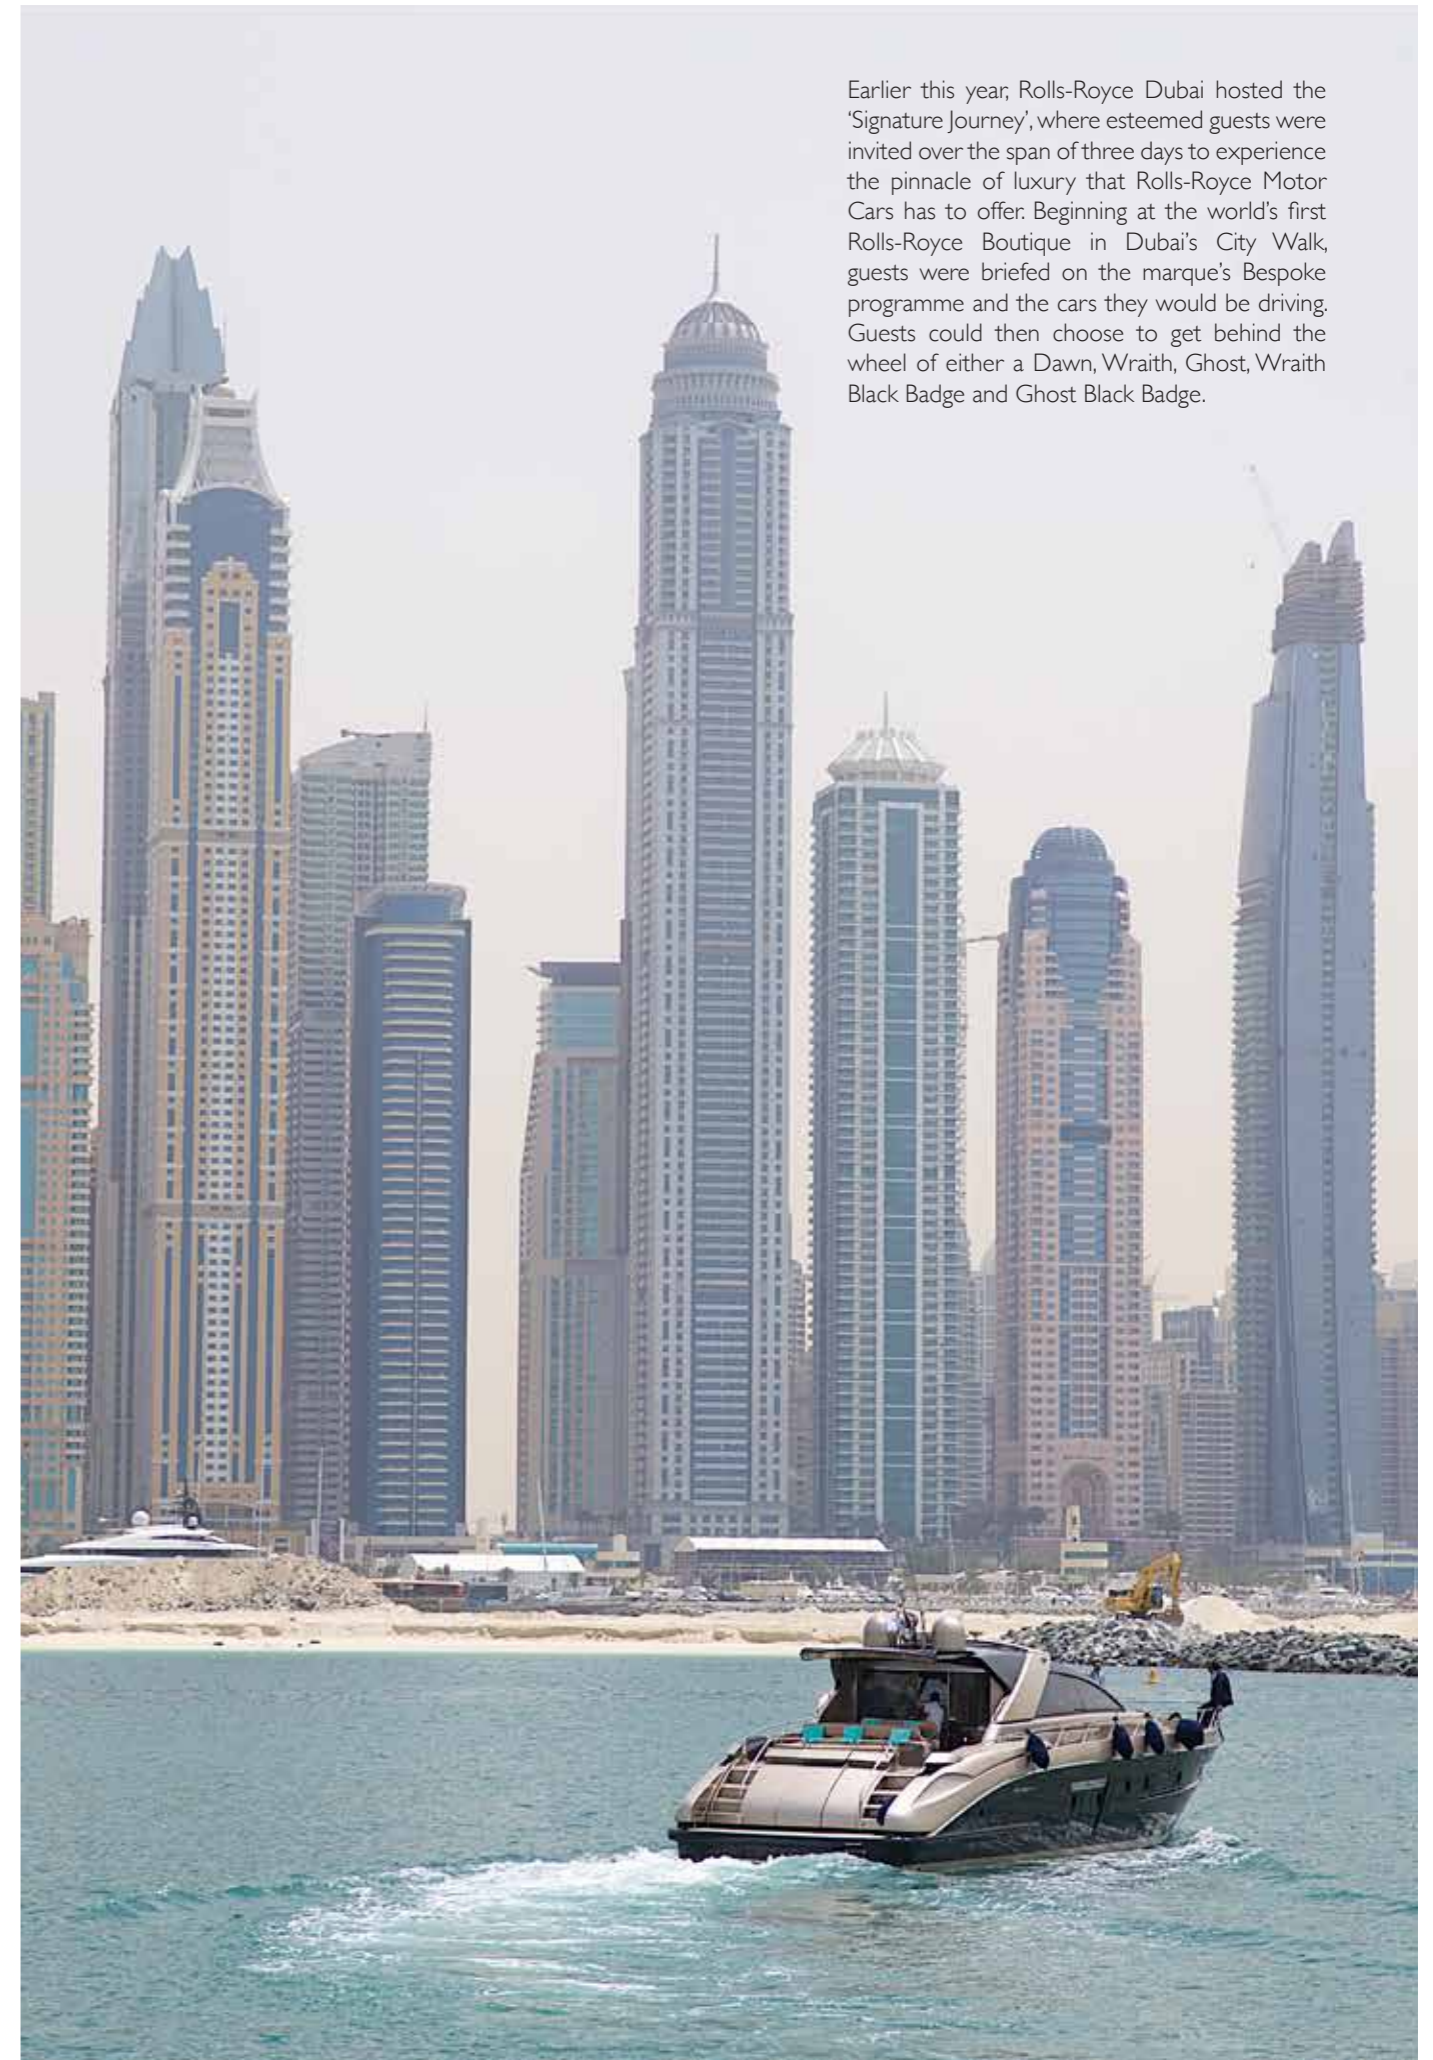 Earlier this year, Rolls-Royce Dubai hosted the
‘Signature Journey’, where esteemed guests were
invited over the span of three days to experience
the pinnacle of luxury that Rolls-Royce Motor
Cars has to offer. Beginning at the world’s first
Rolls-Royce Boutique in Dubai’s City Walk,
guests were briefed on the marque’s Bespoke
programme and the cars they would be driving.
Guests could then choose to get behind the
wheel of either a Dawn, Wraith, Ghost, Wraith
Black Badge and Ghost Black Badge.